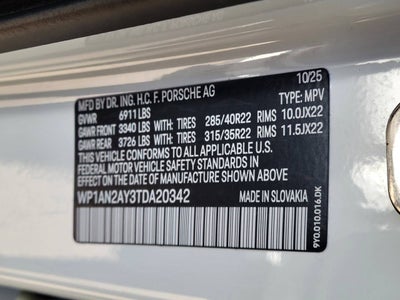 MFD BY DR. ING. H.C. F. PORSCHE AG 10/25
GVWR 6911 LBS TYPE: MPV
GAWR FRONT 3340 LBS WITH: TIRES 285/40R22 RIMS 10.0JX22
GAWR REAR 3726 LBS WITH: TIRES 315/35R22 RIMS 11.5JX22
THIS VEHICLE CONFORMS TO ALL APPLICABLE
FEDERAL MOTOR VEHICLE SAFETY STANDARDS IN
EFFECT ON THE DATE OF MANUFACTURE SHOWN ABOVE
WP1AN2AY3TDA20342
MADE IN SLOVAKIA
9Y0.010.016.DK